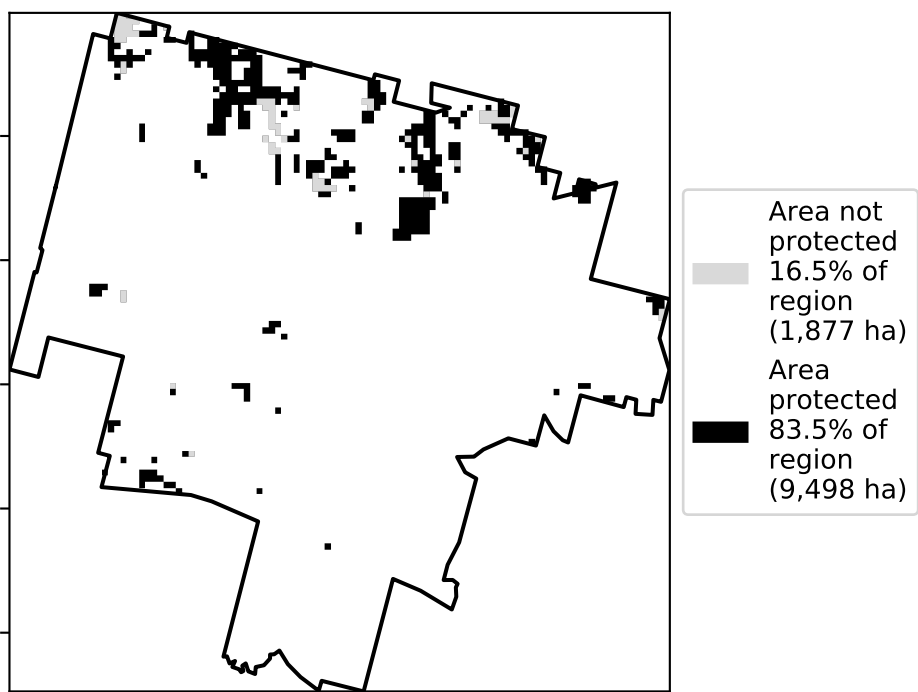 Area not
protected
16.5% of
region
(1,877 ha)
Area
protected
83.5% of
region
(9,498 ha)